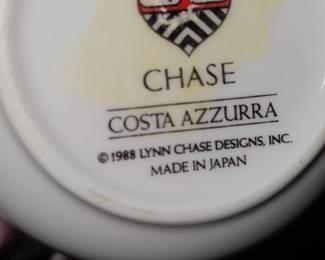 CHASE
COSTA AZZURRA
© 1988 LYNN CHASE DESIGNS, INC.
MADE IN JAPAN